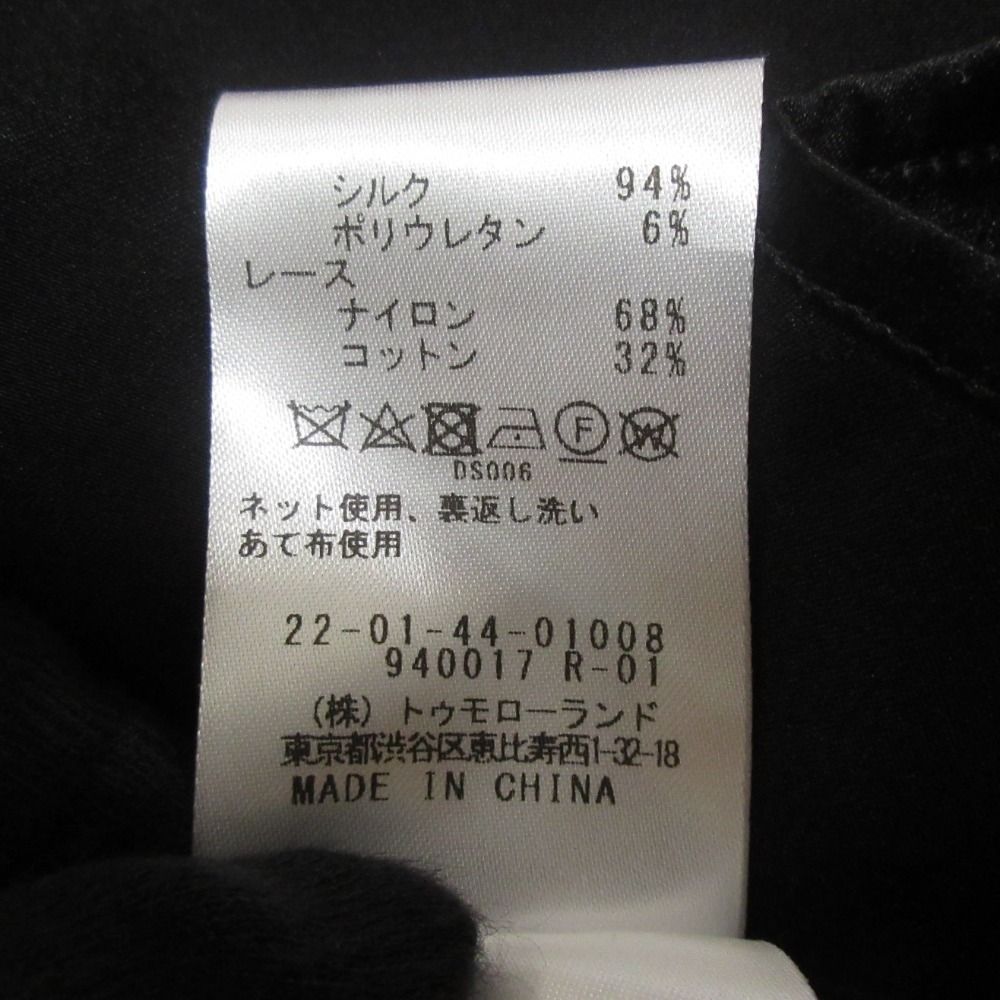 シルク 94%
ポリウレタン 6%
レース
ナイロン 68%
コットン 32%
F W
DS006
ネット使用、裏返し洗い
あて布使用
22-01-44-01008
940017 R-01
(株)トゥモローランド
東京都渋谷区恵比寿西1-32-18
MADE IN CHINA